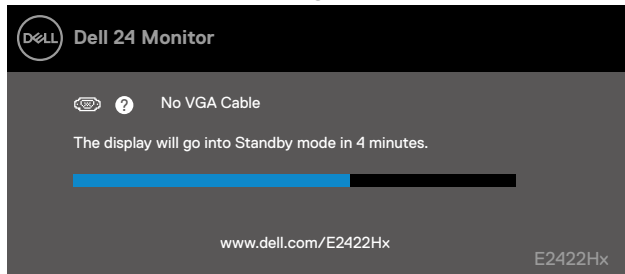 DELL
Dell 24 Monitor
? No VGA Cable
The display will go into Standby mode in 4 minutes.
www.dell.com/E2422Hx
E2422Hx